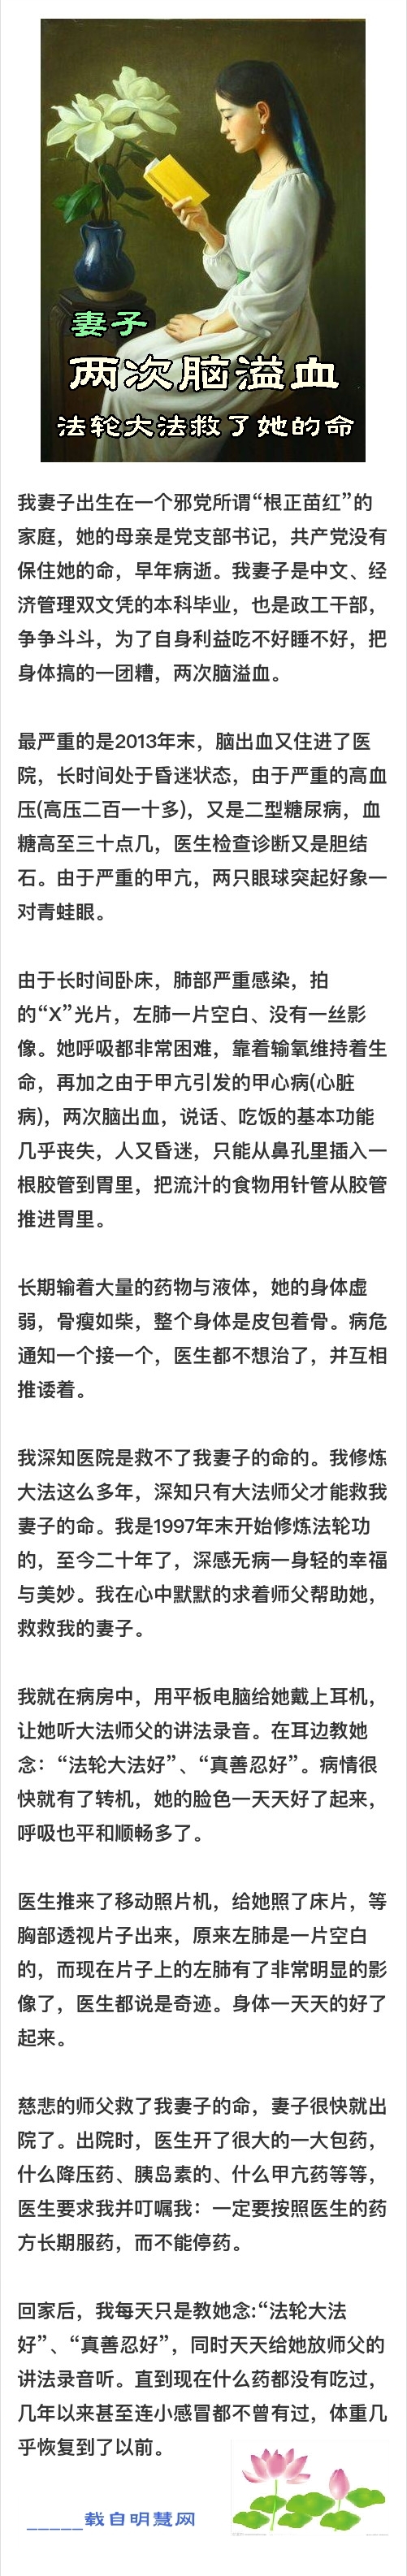 妻子
两次脑溢血
法轮大法救了她的命
我妻子出生在一个邪党所谓“根正苗红”的
家庭，她的母亲是党支部书记，共产党没有
保住她的命，早年病逝。我妻子是中文、经
济管理双文凭的本科毕业，也是政工干部，
争争斗斗，为了自身利益吃不好睡不好，把
身体搞的一团糟，两次脑溢血。
最严重的是2013年末，脑出血又住进了医
院，长时间处于昏迷状态，由于严重的高血
压(高压二百一十多)，又是二型糖尿病，血
糖高至三十点几，医生检查诊断又是胆结
石。由于严重的甲亢，两只眼球突起好象一
对青蛙眼。
由于长时间卧床，肺部严重感染，拍
的“X”光片，左肺一片空白、没有一丝影
像。她呼吸都非常困难，靠着输氧维持着生
命，再加之由于甲亢引发的甲心病(心脏
病)，两次脑出血，说话、吃饭的基本功能
几乎丧失，人又昏迷，只能从鼻孔里插入一
根胶管到胃里，把流汁的食物用针管从胶管
推进胃里。
长期输着大量的药物与液体，她的身体虚
弱，骨瘦如柴，整个身体是皮包着骨。病危
通知一个接一个，医生都不想治了，并互相
推诿着。
我深知医院是救不了我妻子的命的。我修炼
大法这么多年，深知只有大法师父才能救我
妻子的命。我是1997年末开始修炼法轮功
的，至今二十年了，深感无病一身轻的幸福
与美妙。我在心中默默的求着师父帮助她，
救救我的妻子。
我就在病房中，用平板电脑给她戴上耳机，
让她听大法师父的讲法录音。在耳边教她
念：“法轮大法好”、“真善忍好”。病情很
快就有了转机，她的脸色一天天好了起来，
呼吸也平和顺畅多了。
医生推来了移动照片机，给她照了床片，等
胸部透视片子出来，原来左肺是一片空白
的，而现在片子上的左肺有了非常明显的影
像了，医生都说是奇迹。身体一天天的好了
起来。
慈悲的师父救了我妻子的命，妻子很快就出
院了。出院时，医生开了很大的一大包药，
什么降压药、胰岛素的、什么甲亢药等等，
医生要求我并叮嘱我：一定要按照医生的药
方长期服药，而不能停药。
回家后，我每天只是教她念:“法轮大法
好”、“真善忍好”，同时天天给她放师父的
讲法录音听。直到现在什么药都没有吃过，
几年以来甚至连小感冒都不曾有过，体重几
乎恢复到了以前。
_____载自明慧网